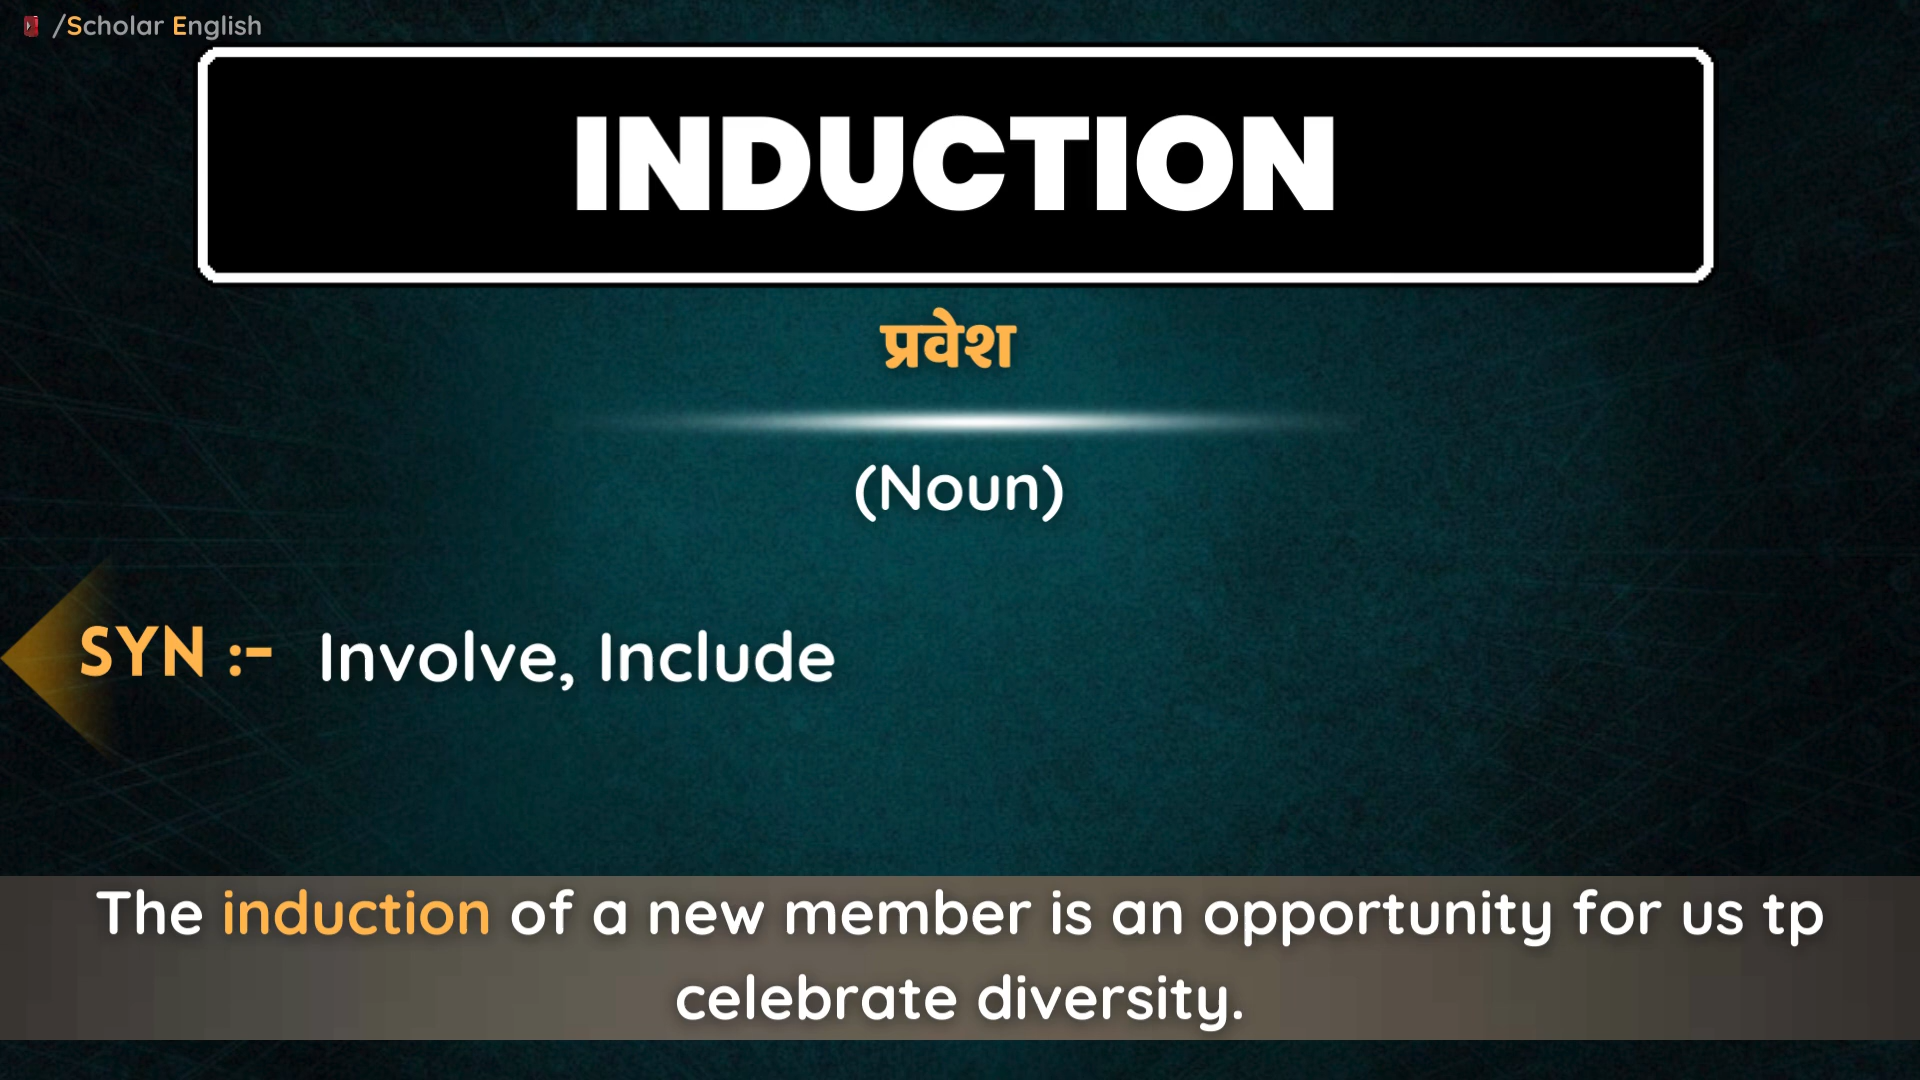 /Scholar English
INDUCTION
प्रवेश
(Noun)
SYN :- Involve, Include
The induction of a new member is an opportunity for us tp
celebrate diversity.